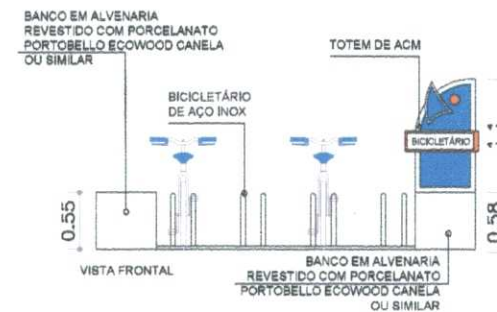 BANCO EM ALVENARIA
REVESTIDO COM PORCELANATO
PORTOBELLO ECOWOOD CANELA
OU SIMILAR
TOTEM DE ACM
BICICLETÁRIO
DE AÇO INOX
BICICLETÁRIO
0.55
0.58
VISTA FRONTAL
BANCO EM ALVENARIA
REVESTIDO COM PORCELANATO
PORTOBELLO ECOWOOD CANELA
OU SIMILAR